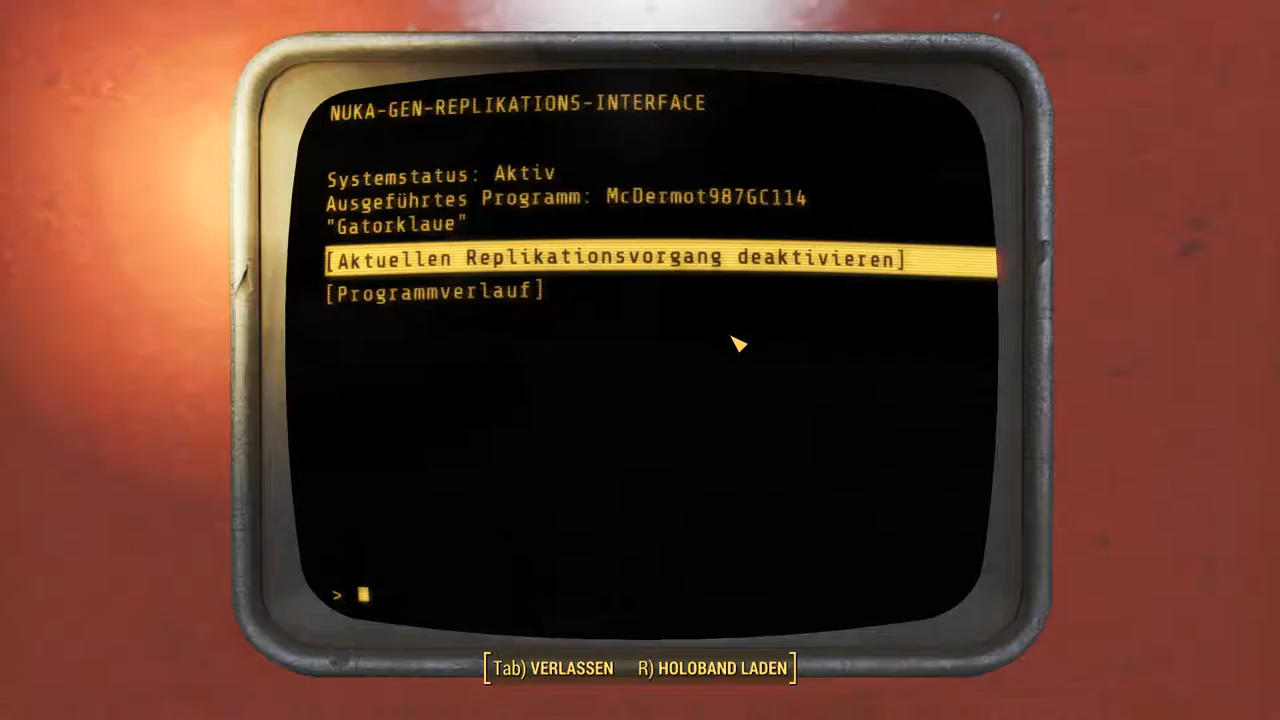 NUKA-GEN-REPLIKATIONS-INTERFACE
Systemstatus: Aktiv
Ausgeführtes Programm: McDermot987GC114
"Gatorklaue"
[Aktuellen Replikationsvorgang deaktivieren]
[Programmverlauf]
>
Tab) VERLASSEN R) HOLOBAND LADEN